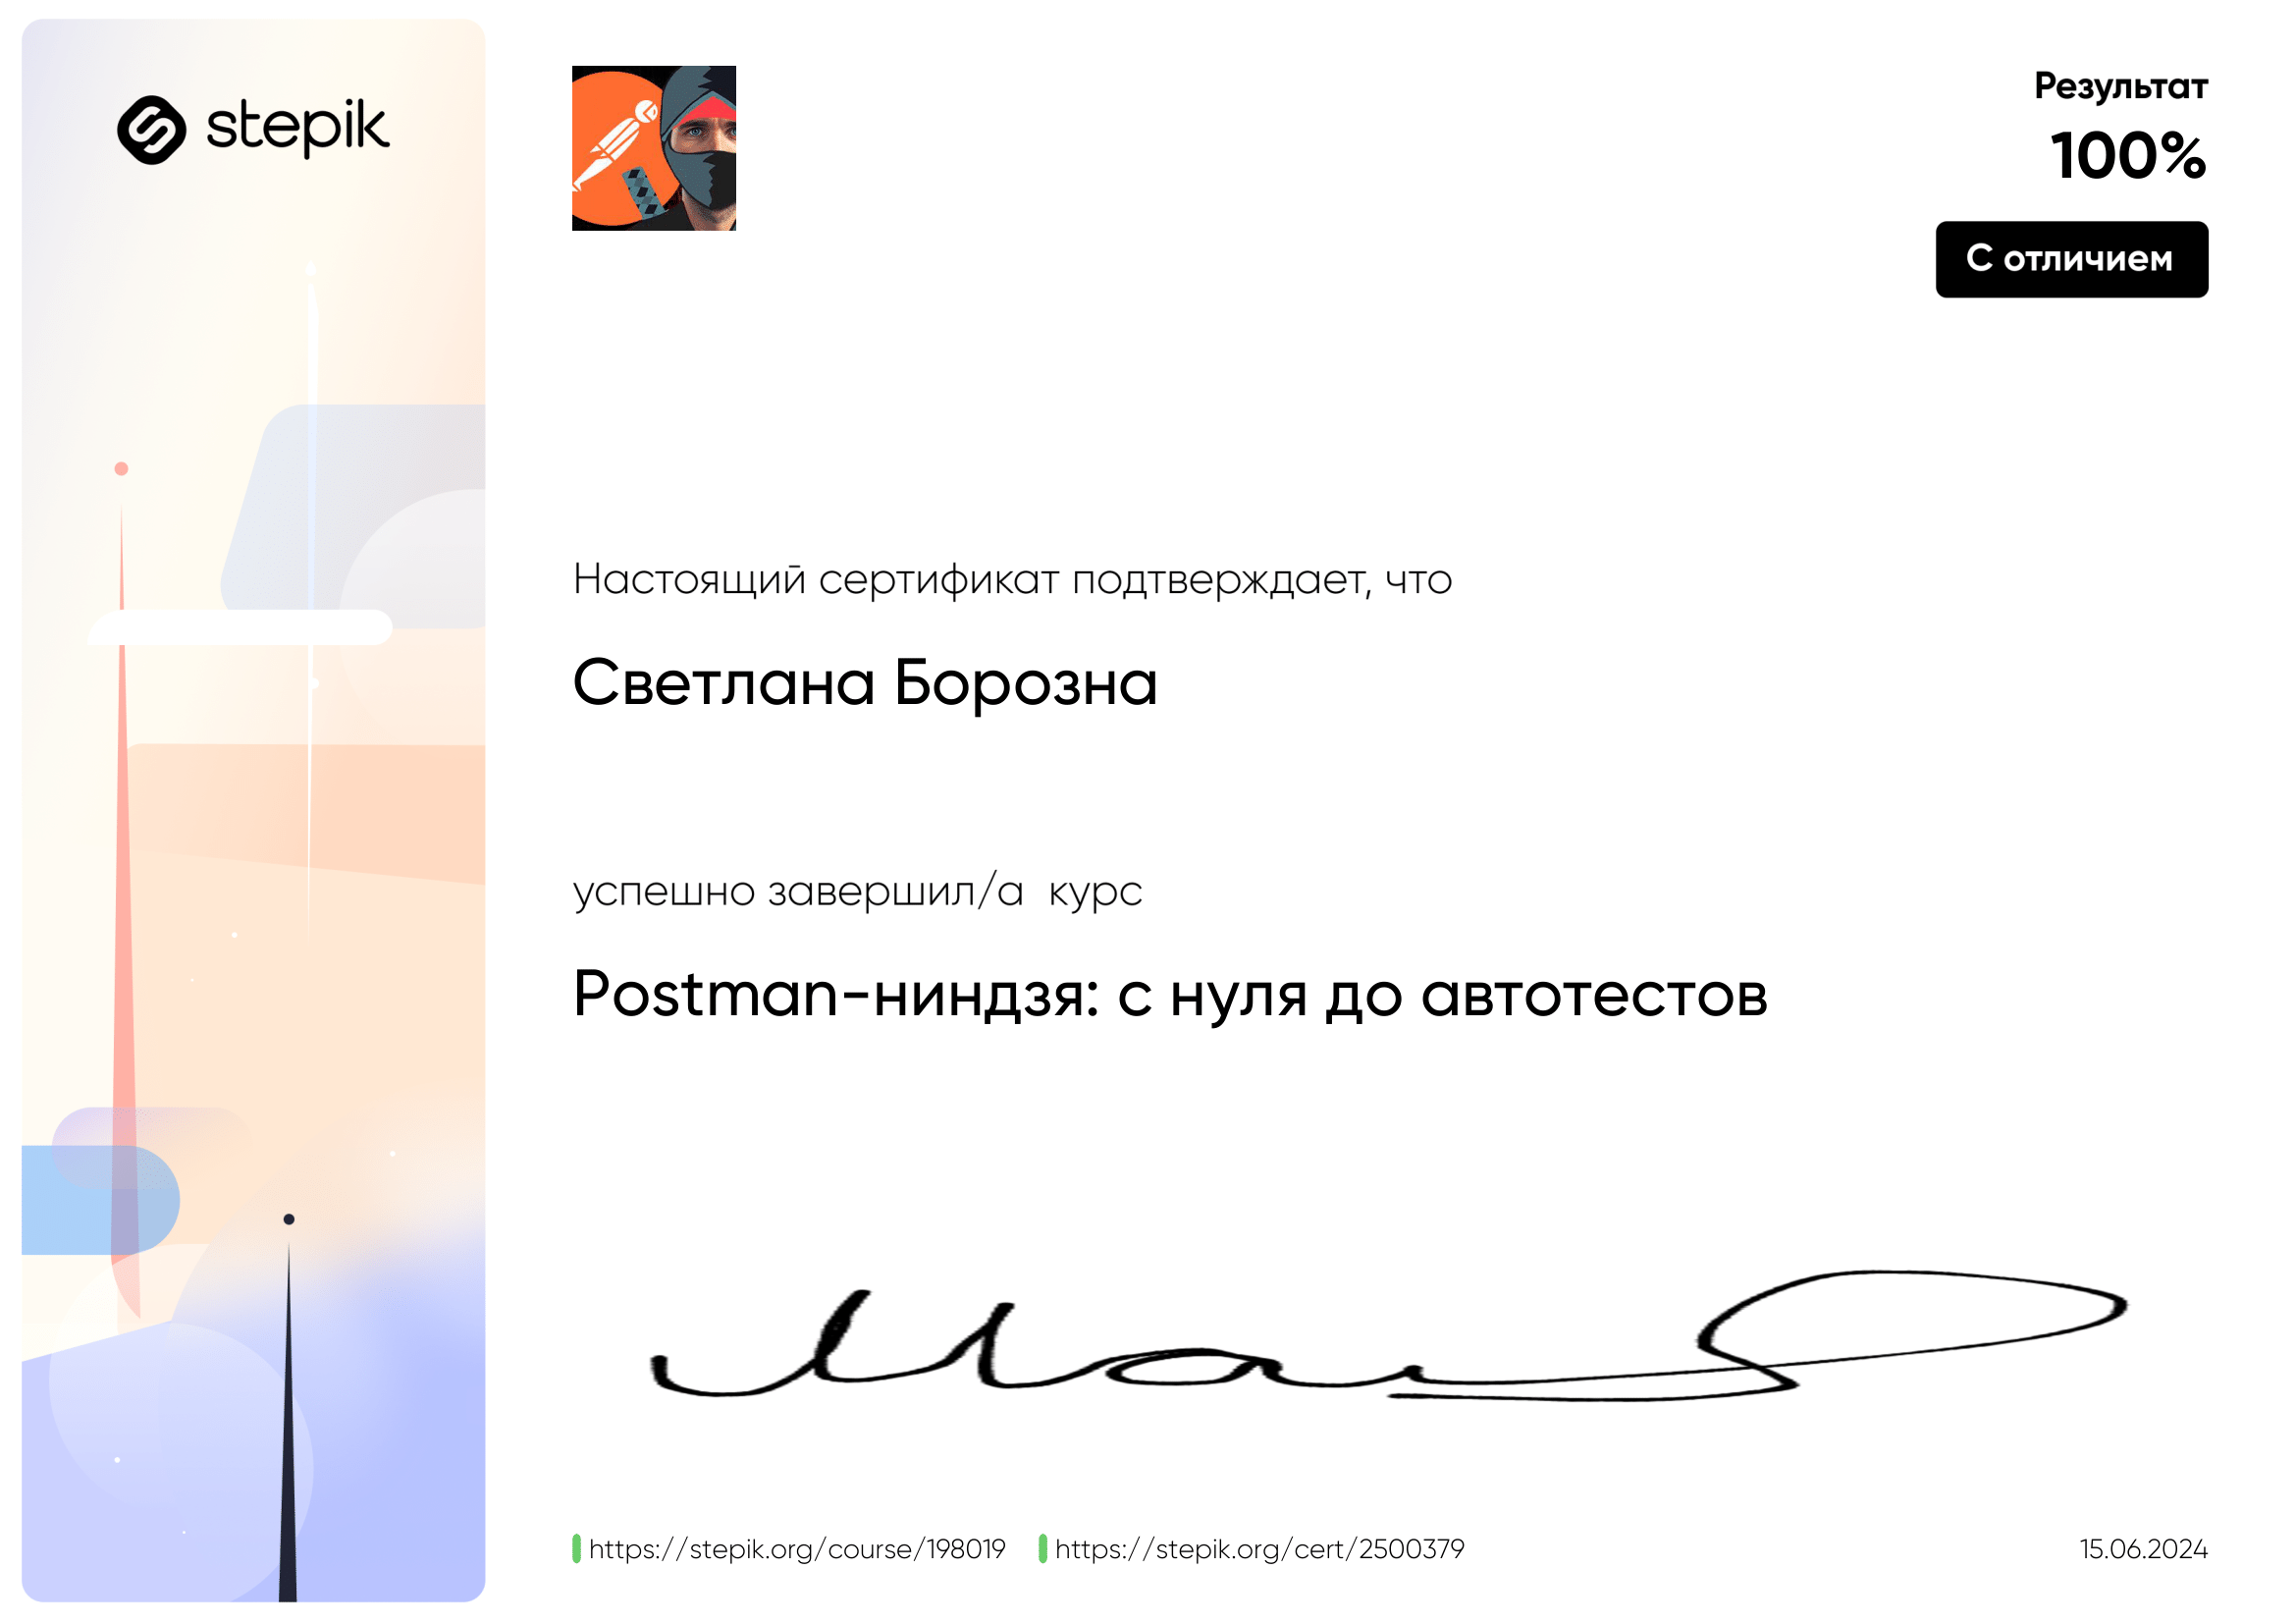 stepik
Результат
100%
С отличием
Настоящий сертификат подтверждает, что
Светлана Борозна
успешно завершил/а  курс
Postman-ниндзя: с нуля до автотестов
https://stepik.org/course/198019
https://stepik.org/cert/2500379
15.06.2024